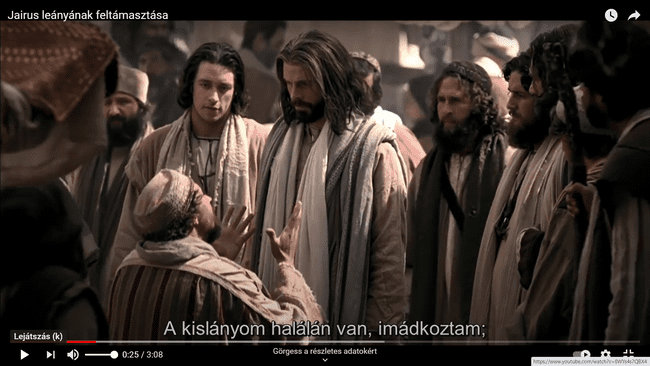 Jairus leányának feltámasztása
A kislányom halálán van, imádkoztam;
Lejátszás (k)
0:25 / 3:08
Görgess a részletes adatokért